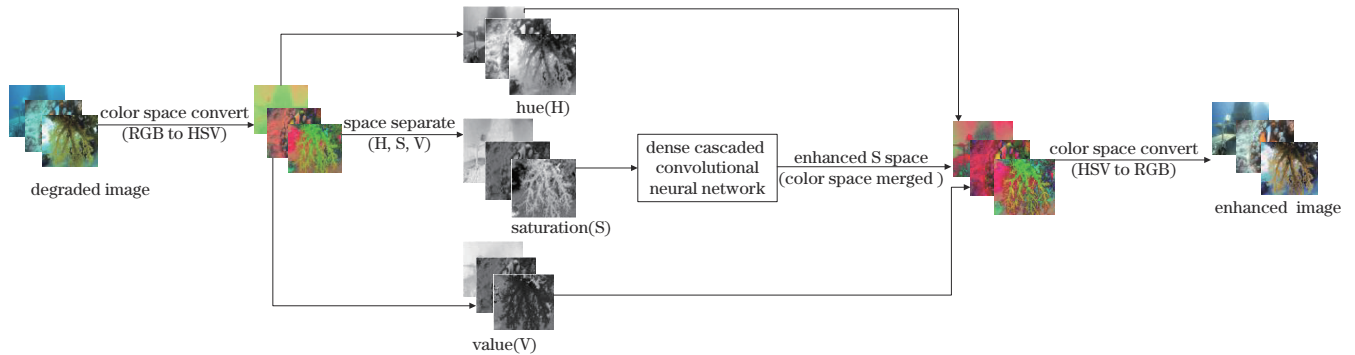 degraded image
color space convert
(RGB to HSV)
space separate
(H, S, V)
hue(H)
saturation(S)
value(V)
dense cascaded
convolutional
neural network
enhanced S space
(color space merged )
color space convert
(HSV to RGB)
enhanced image